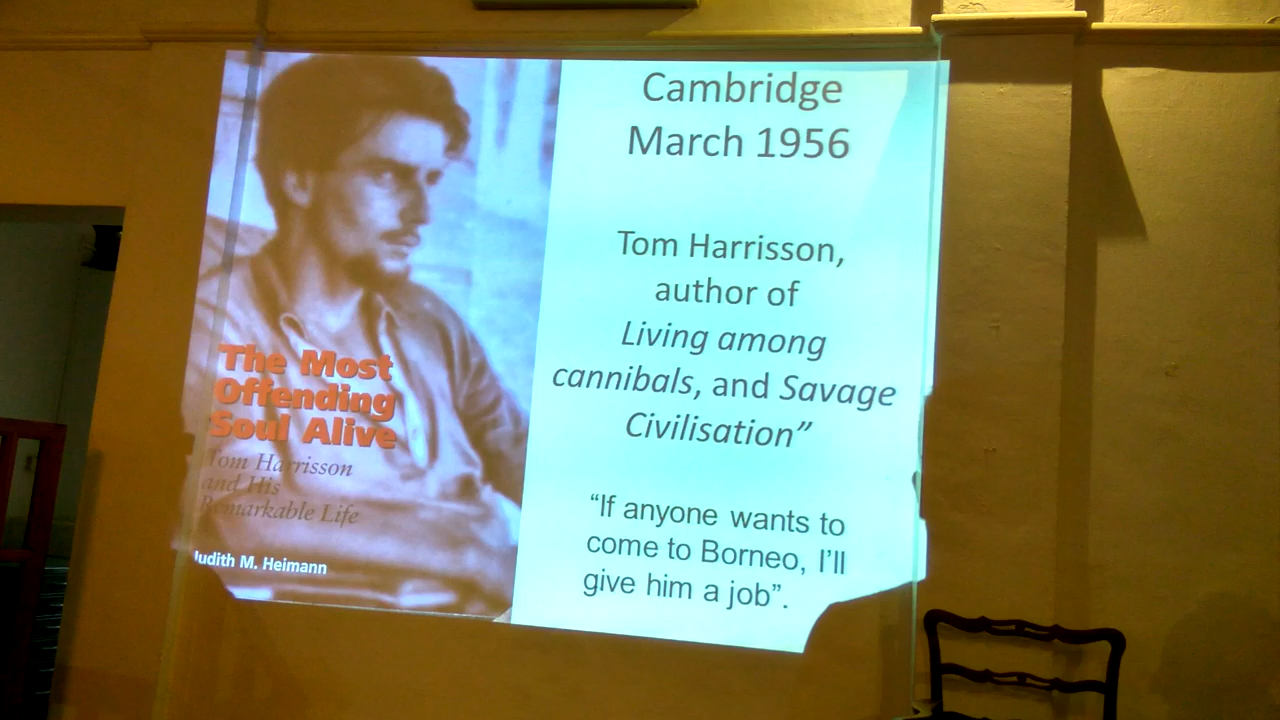 The Most
Offending
Soul Alive
Tom Harrisson
and His
Remarkable Life
Judith M. Heimann
Cambridge
March 1956
Tom Harrisson,
author of
Living among
cannibals, and Savage
Civilisation”
“If anyone wants to
come to Borneo, I’ll
give him a job”.